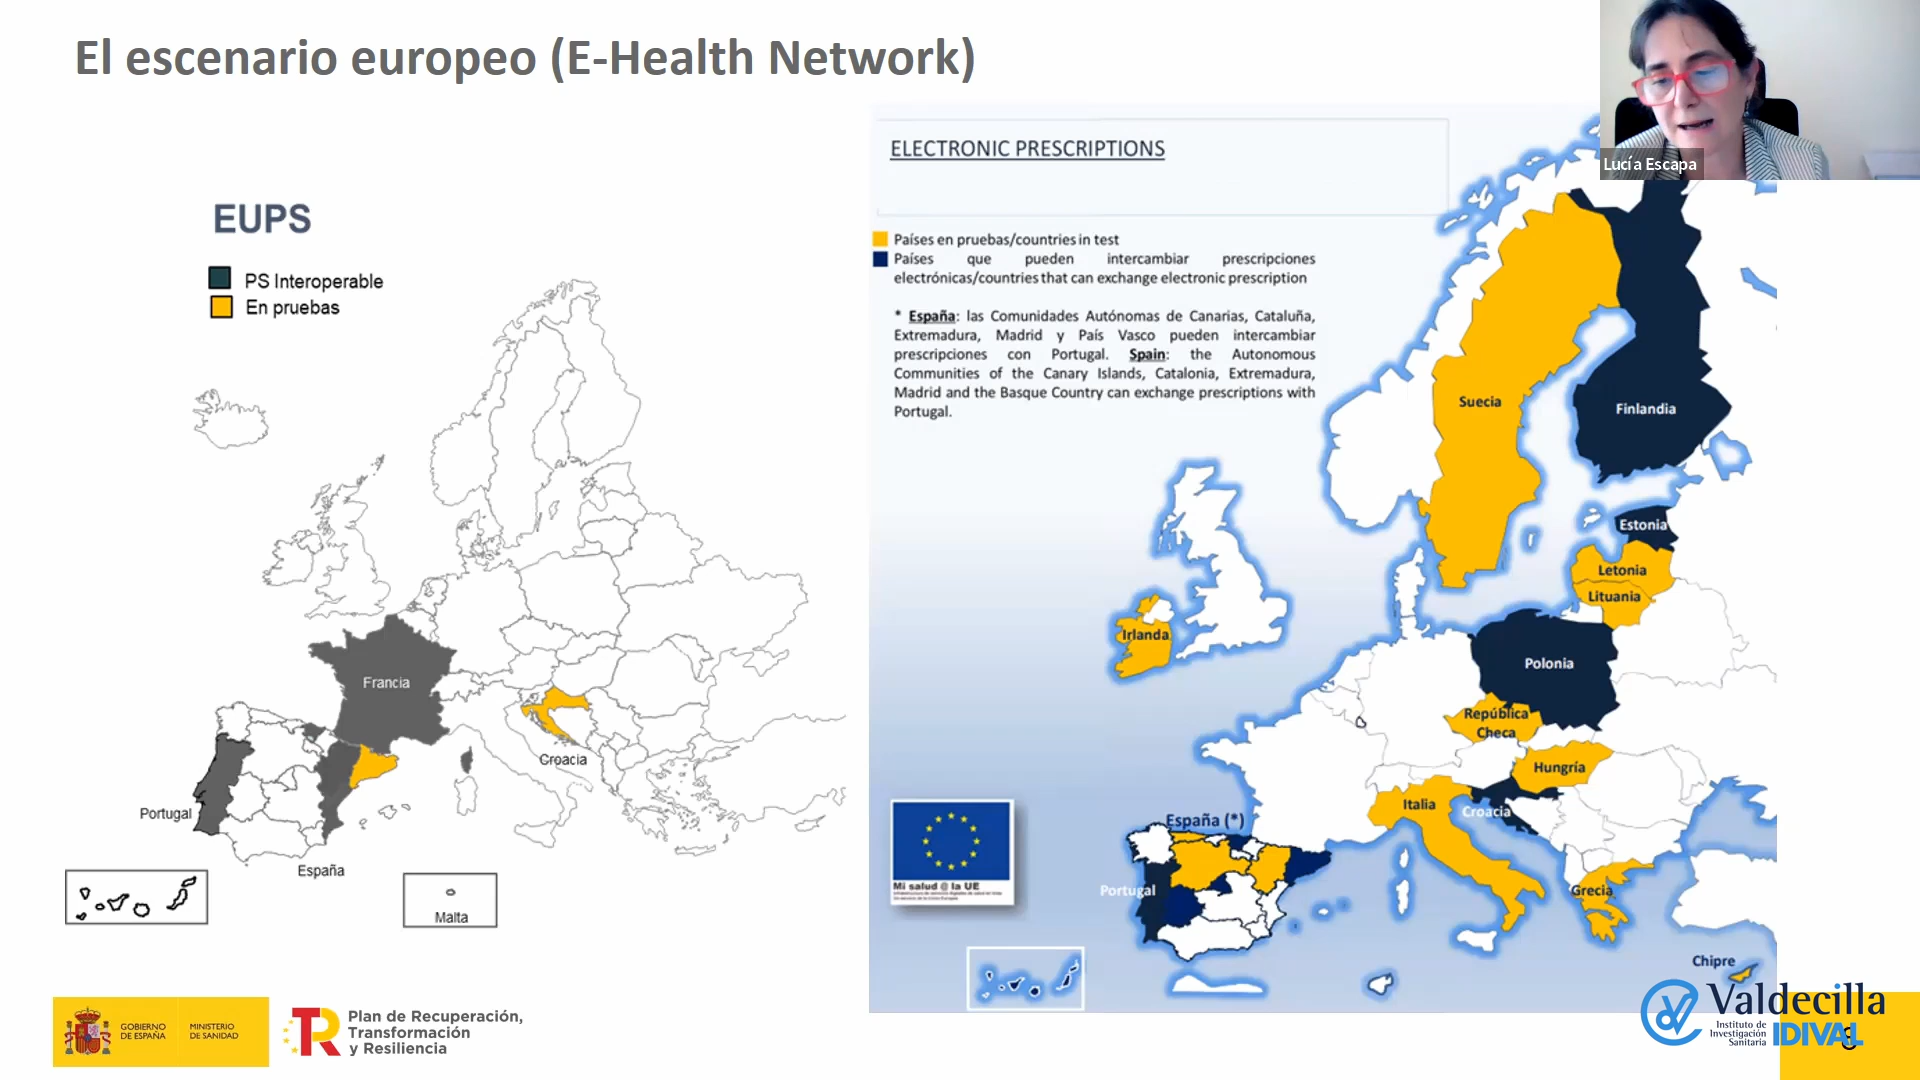 El escenario europeo (E-Health Network)
Lucía Escapa
EUPS
PS Interoperable
En pruebas
Francia
Croacia
Portugal
España
Malta
ELECTRONIC PRESCRIPTIONS
Países en pruebas/countries in test
Países que pueden intercambiar prescripciones
electrónicas/countries that can exchange electronic prescription
* España: las Comunidades Autónomas de Canarias, Cataluña,
Extremadura, Madrid y País Vasco pueden intercambiar
prescripciones con Portugal. Spain: the Autonomous
Communities of the Canary Islands, Catalonia, Extremadura,
Madrid and the Basque Country can exchange prescriptions with
Portugal.
Suecia
Finlandia
Estonia
Letonia
Lituania
Irlanda
Polonia
República
Checa
Hungría
Italia
Croacia
España (*)
Portugal
Grecia
Chipre
Mi salud @ la UE
GOBIERNO
DE ESPAÑA
MINISTERIO
DE SANIDAD
TR
Plan de Recuperación,
Transformación
y Resiliencia
Valdecilla
Instituto de
Investigación
Sanitaria
IDIVAL